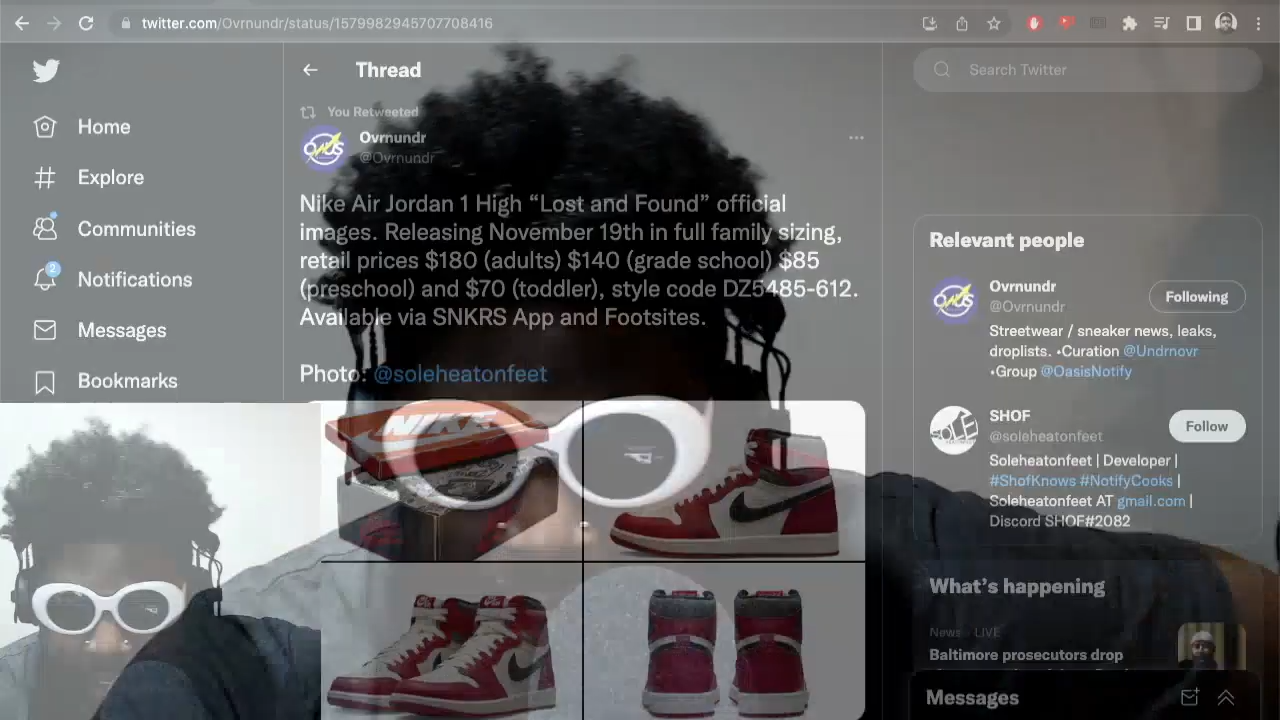 twitter.com/Ovrnundr/status/1579982945707708416
Thread
Search Twitter
Home
Explore
Communities
2
Notifications
Messages
Bookmarks
You Retweeted
OVUS
Ovrnundr
@Ovrnundr
Nike Air Jordan 1 High “Lost and Found” official
images. Releasing November 19th in full family sizing,
retail prices $180 (adults) $140 (grade school) $85
(preschool) and $70 (toddler), style code DZ5485-612.
Available via SNKRS App and Footsites.
Photo: @soleheatonfeet
NIKE
Relevant people
Ovrnundr
@Ovrnundr
Following
Streetwear / sneaker news, leaks,
droplists. •Curation @Undrnovr
•Group @OasisNotify
SOLE
SHOF
@soleheatonfeet
Follow
Soleheatonfeet | Developer |
#ShofKnows #NotifyCooks |
Soleheatonfeet AT gmail.com |
Discord SHOF#2082
What’s happening
News · LIVE
Baltimore prosecutors drop
Messages